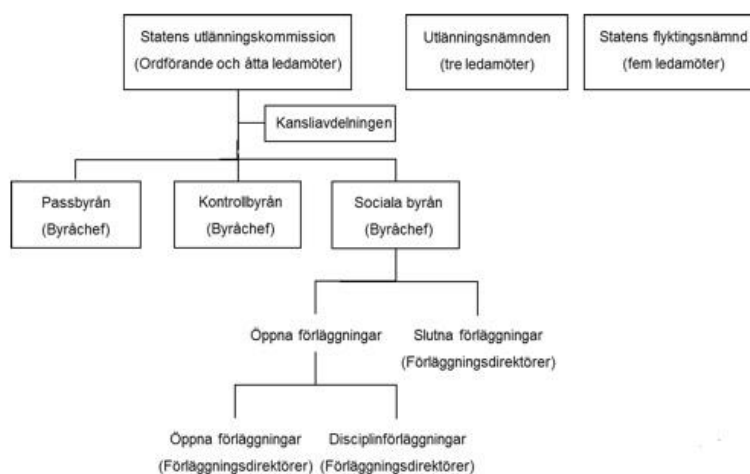 Statens utlänningskommission
(Ordförande och åtta ledamöter)
Utlänningsnämnden
(tre ledamöter)
Statens flyktingsnämnd
(fem ledamöter)
Kansliavdelningen
Passbyrån
(Byråchef)
Kontrollbyrån
(Byråchef)
Sociala byrån
(Byråchef)
Öppna förläggningar
Slutna förläggningar
(Förläggningsdirektörer)
Öppna förläggningar
(Förläggningsdirektörer)
Disciplinförläggningar
(Förläggningsdirektörer)